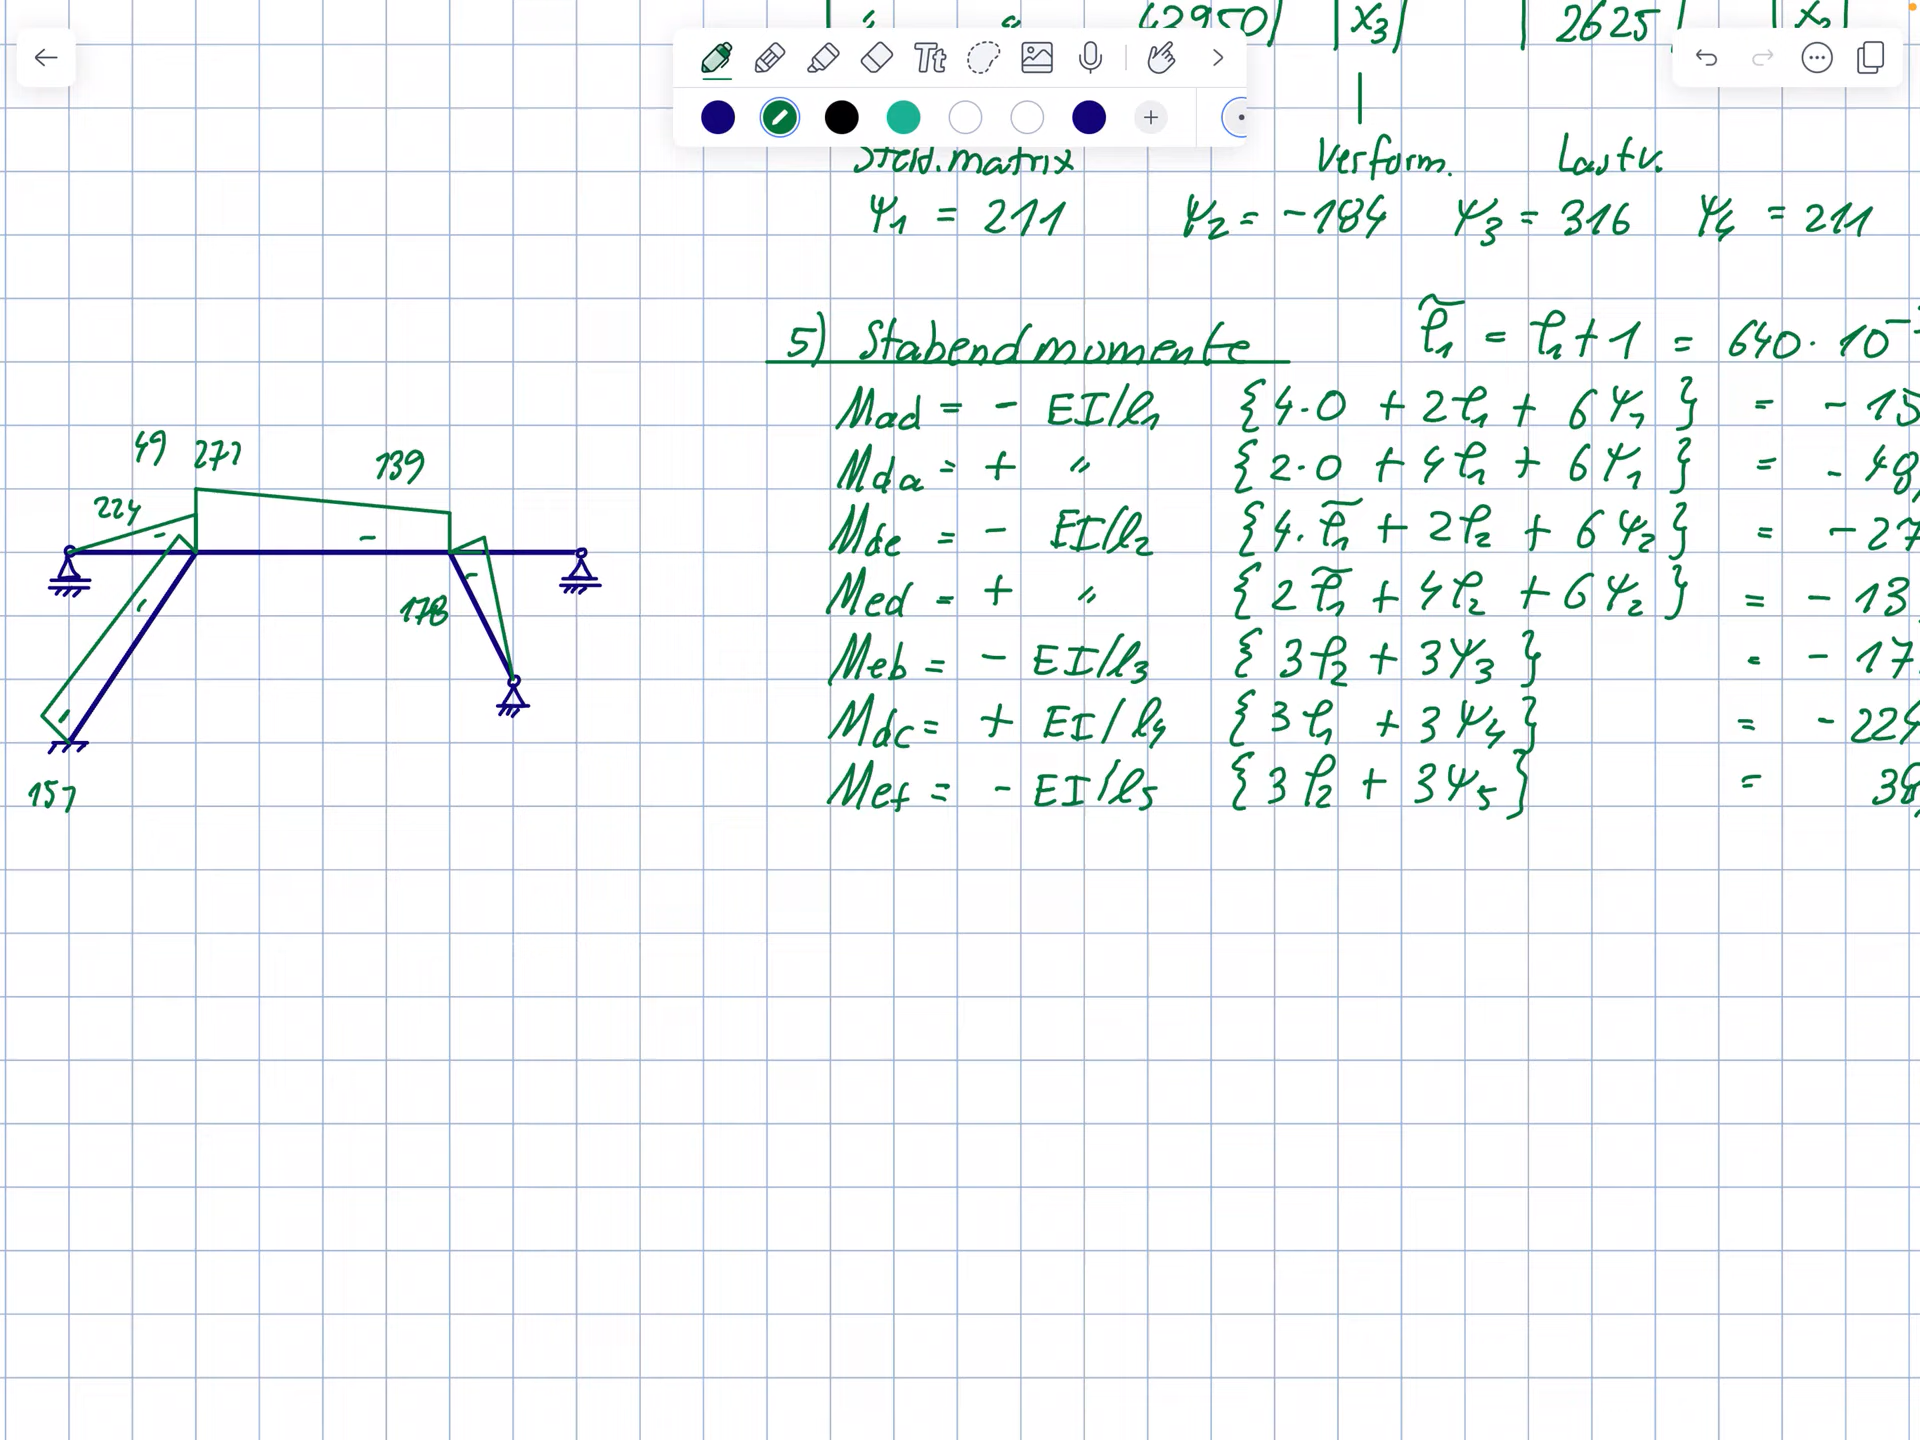 " " 42950 | |x3| | 2625 | | x3 |
Tt
Steid.matrix Verform. Lastv.
ψ1 = 211 ψ2 = -184 ψ3 = 316 ψ4 = 211
5) Stabendmomente φ̃1 = φ1 + 1 = 640 · 10
Mad = - EI/l1 {4·0 + 2φ1 + 6ψ1} = - 15
Mda = + " {2·0 + 4φ1 + 6ψ1} = - 48,
Mde = - EI/l2 {4·φ̃1 + 2φ2 + 6ψ2} = - 27
Med = + " {2φ̃1 + 4φ2 + 6ψ2} = - 13
Meb = - EI/l3 {3φ2 + 3ψ3} = - 17
Mdc = + EI/l4 {3φ1 + 3ψ4} = - 224
Mef = - EI/l5 {3φ2 + 3ψ5} = 38,
49 271
139
224
-
-
-
178
157